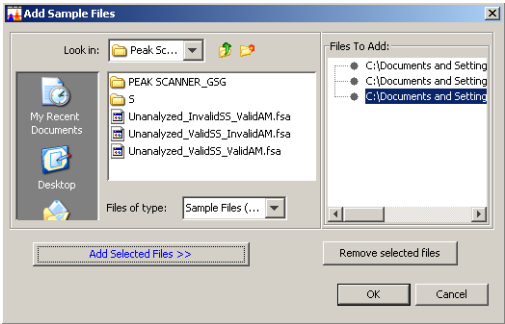 Add Sample Files
Look in:
Peak Sc...
Files To Add:
C:\Documents and Setting
C:\Documents and Setting
C:\Documents and Setting
PEAK SCANNER_GSG
S
Unanalyzed_InvalidSS_ValidAM.fsa
Unanalyzed_InvalidSS_ValidAM.fsa
Unanalyzed_ValidSS_ValidAM.fsa
My Recent
Documents
Desktop
Files of type:
Sample Files (...
Add Selected Files >>
Remove selected files
OK
Cancel